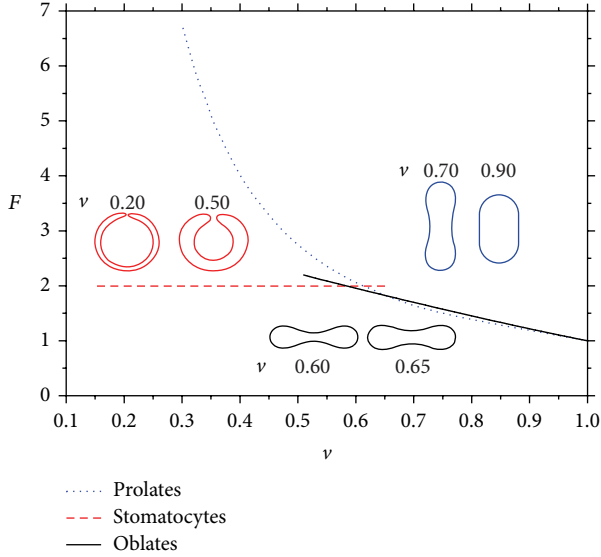 7
6
5
4
3
2
1
0
F
ν 0.20 0.50
ν 0.70 0.90
ν 0.60 0.65
0.1 0.2 0.3 0.4 0.5 0.6 0.7 0.8 0.9 1.0
ν
Prolates
Stomatocytes
Oblates